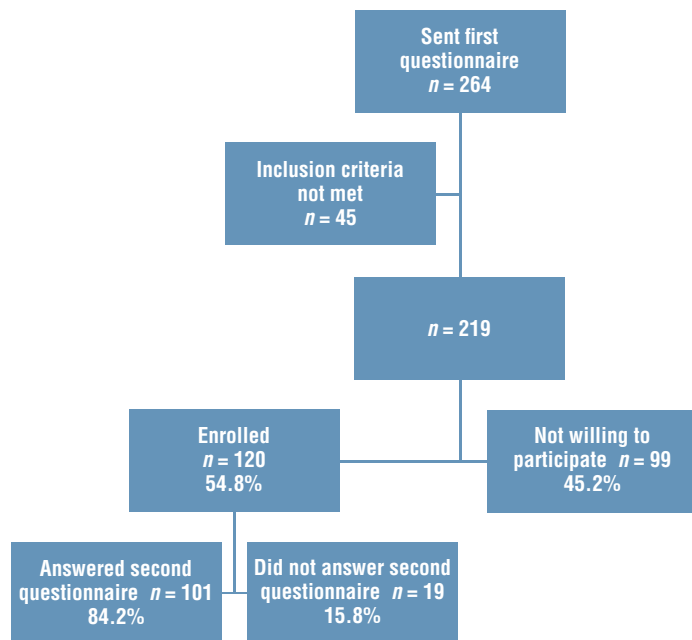 Sent first
questionnaire
n = 264
Inclusion criteria
not met
n = 45
n = 219
Enrolled
n = 120
54.8%
Not willing to
participate n = 99
45.2%
Answered second
questionnaire n = 101
84.2%
Did not answer second
questionnaire n = 19
15.8%